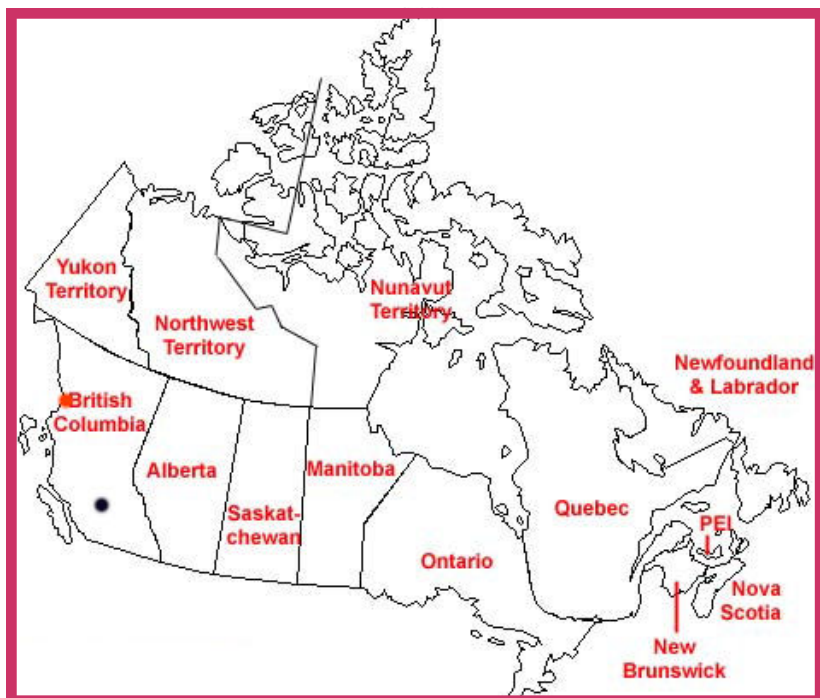 Yukon
Territory
Northwest
Territory
Nunavut
Territory
Newfoundland
& Labrador
British
Columbia
Alberta
Saskat-
chewan
Manitoba
Ontario
Quebec
PEI
Nova
Scotia
New
Brunswick